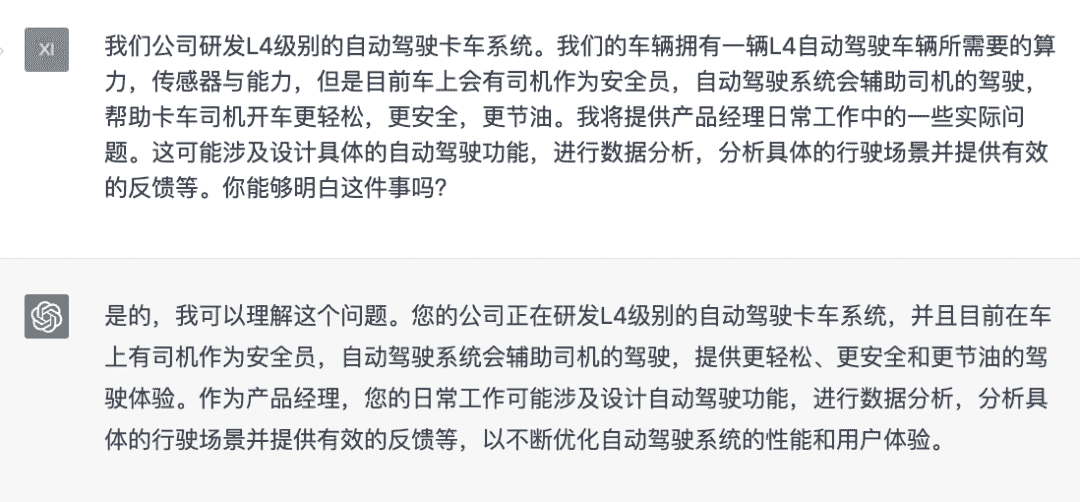 XI
我们公司研发L4级别的自动驾驶卡车系统。我们的车辆拥有一辆L4自动驾驶车辆所需要的算
力，传感器与能力，但是目前车上会有司机作为安全员，自动驾驶系统会辅助司机的驾驶，
帮助卡车司机开车更轻松，更安全，更节油。我将提供产品经理日常工作中的一些实际问
题。这可能涉及设计具体的自动驾驶功能，进行数据分析，分析具体的行驶场景并提供有效
的反馈等。你能够明白这件事吗？
是的，我可以理解这个问题。您的公司正在研发L4级别的自动驾驶卡车系统，并且目前在车
上有司机作为安全员，自动驾驶系统会辅助司机的驾驶，提供更轻松、更安全和更节油的驾
驶体验。作为产品经理，您的日常工作可能涉及设计自动驾驶功能，进行数据分析，分析具
体的行驶场景并提供有效的反馈等，以不断优化自动驾驶系统的性能和用户体验。